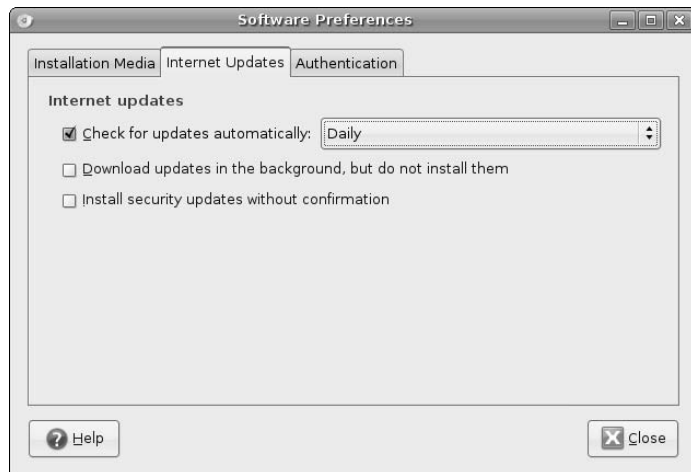 Software Preferences
Installation Media Internet Updates Authentication
Internet updates
Check for updates automatically: Daily
Download updates in the background, but do not install them
Install security updates without confirmation
Help Close